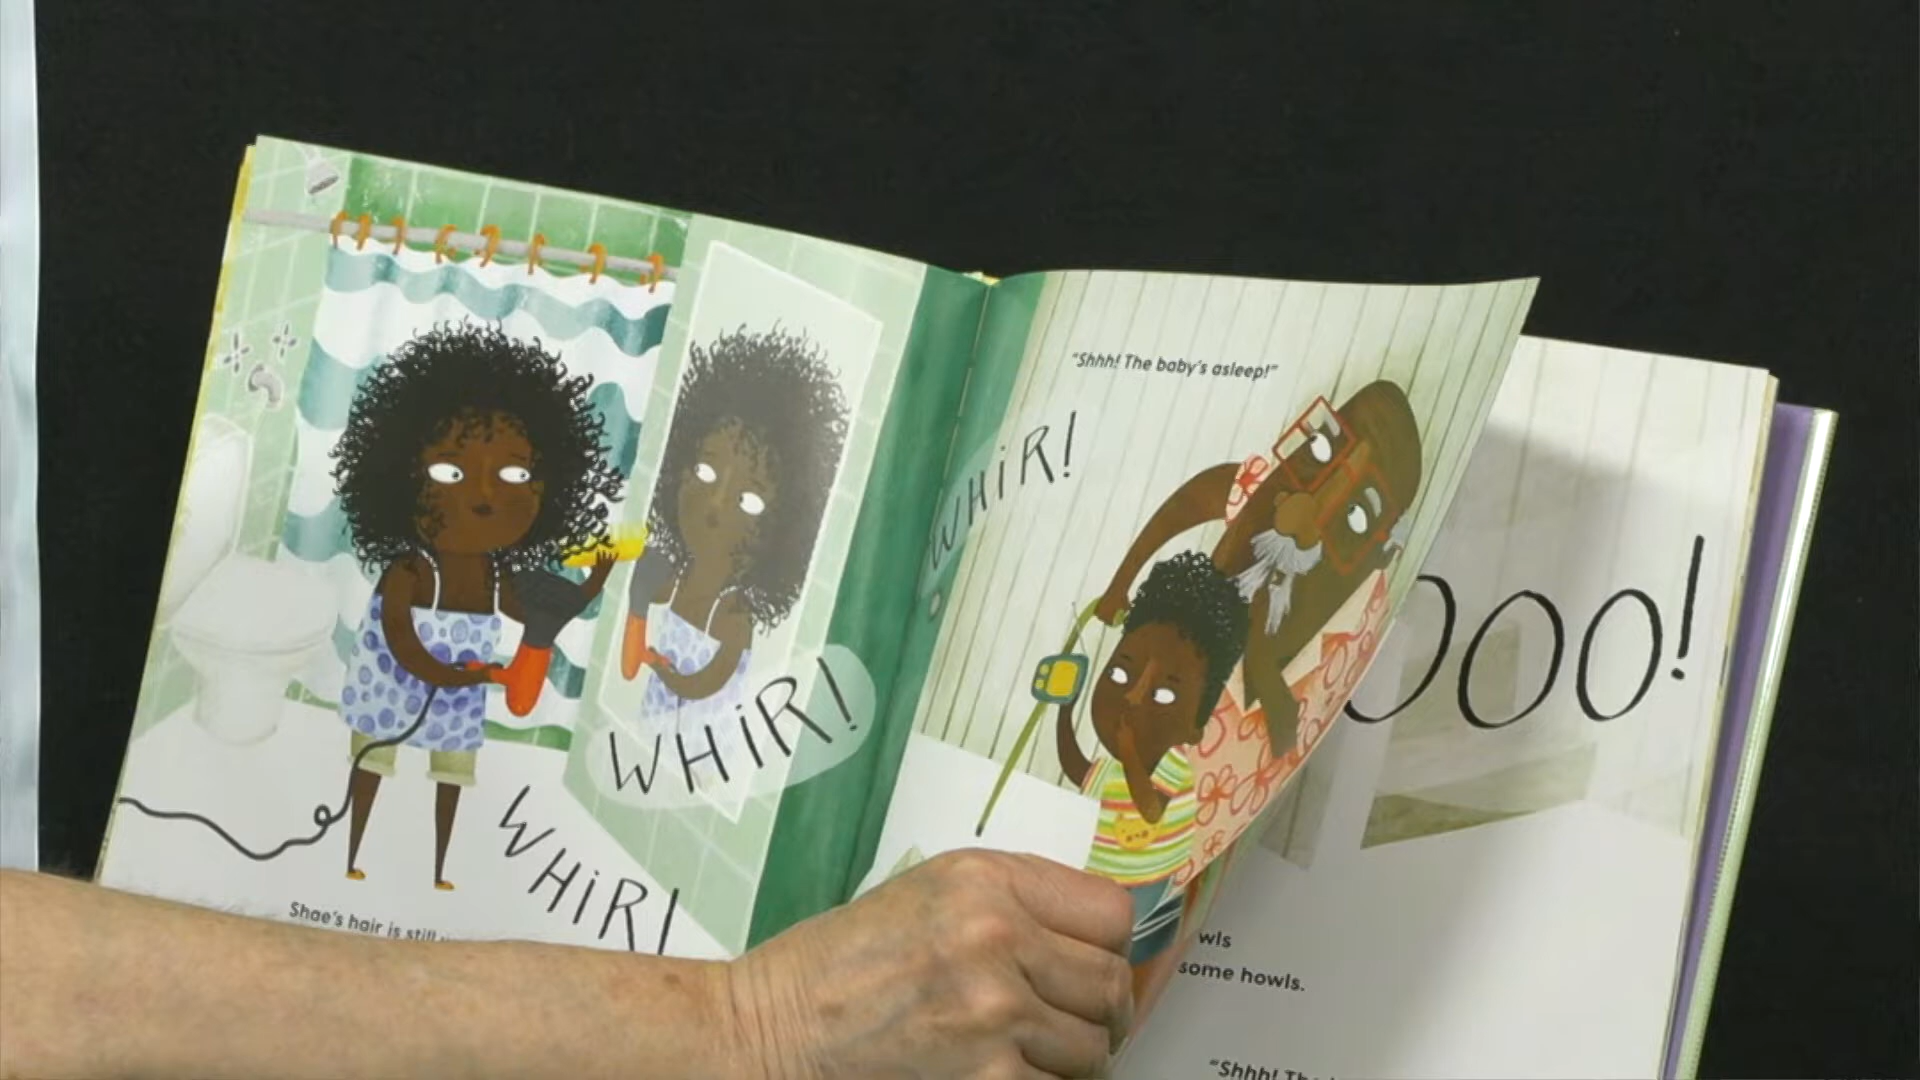 WHiR!
WHiR!
Shae's hair is still
"Shhh! The baby's asleep!"
WHiR!
OOO!
wls
some howls.
"Shhh! The